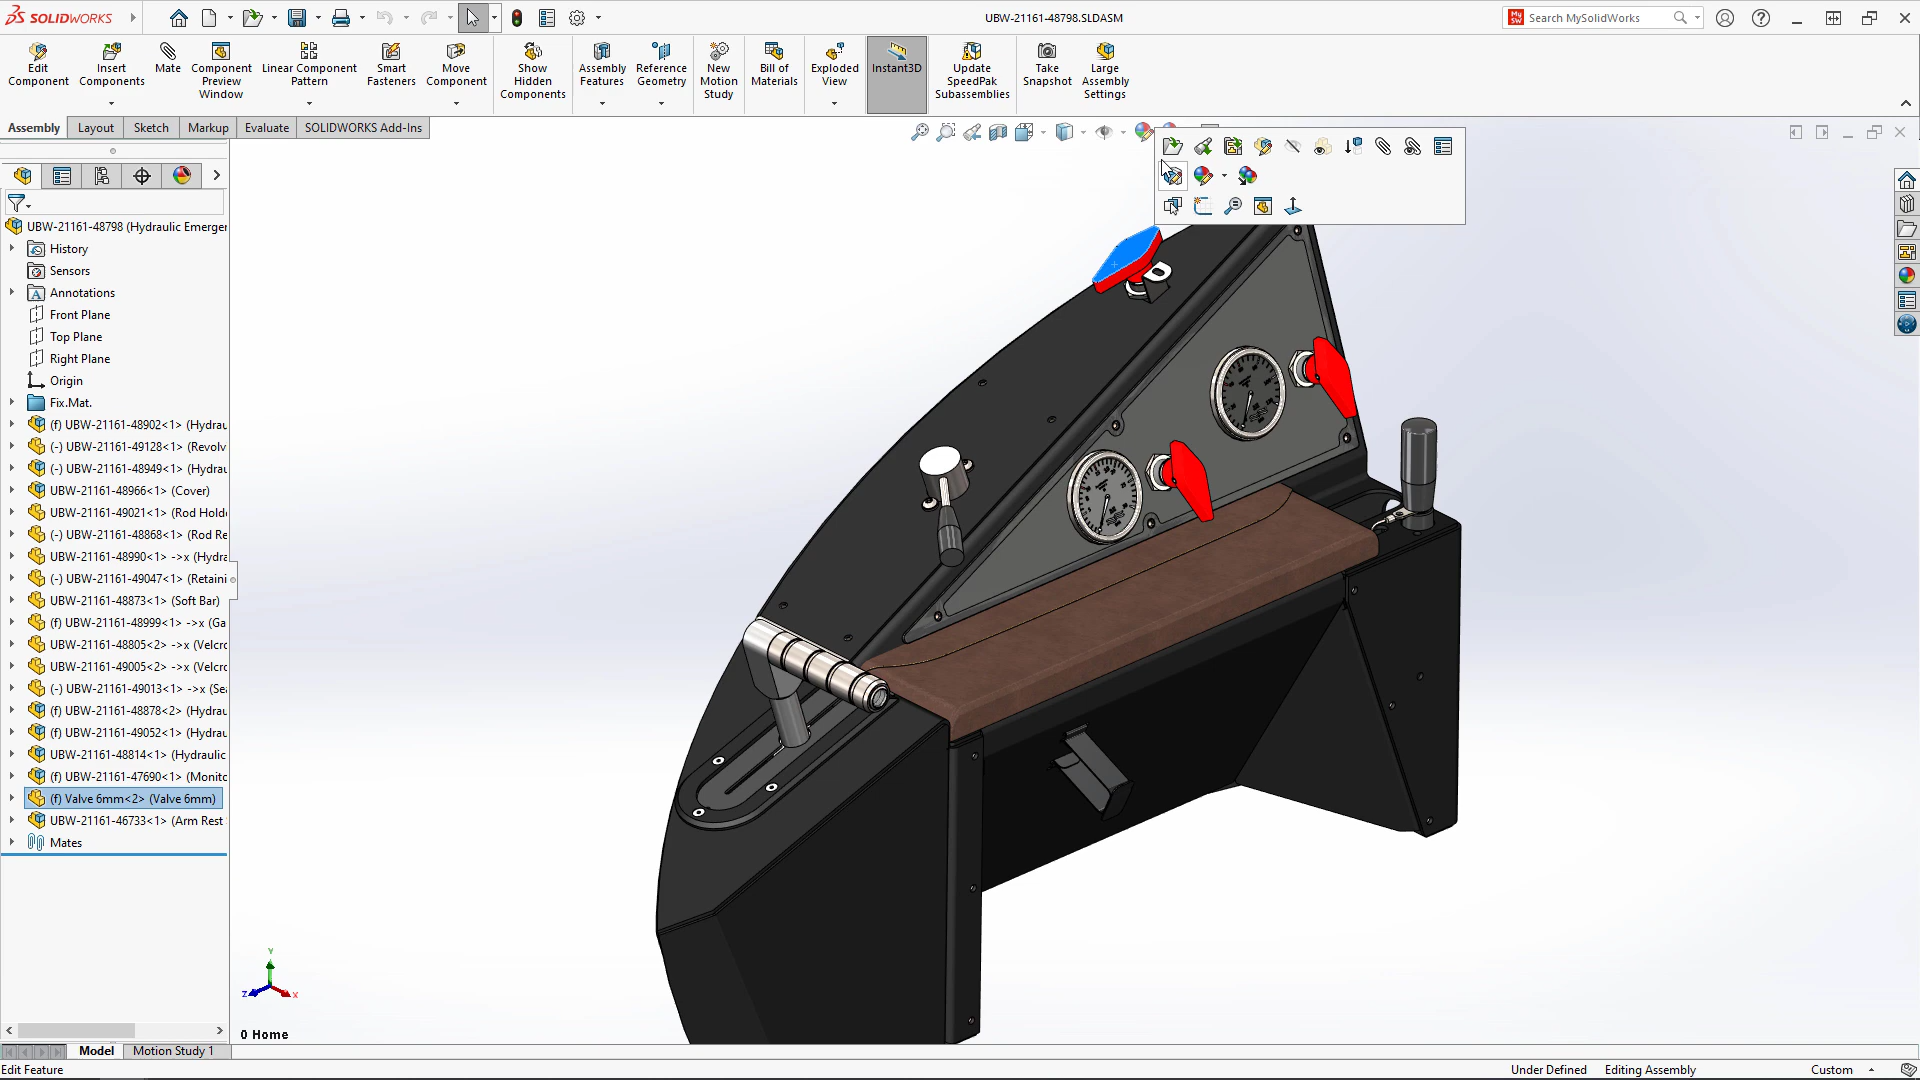 SOLIDWORKS
UBW-21161-48798.SLDASM
Search MySolidWorks
Edit Component
Insert Components
Mate
Component Preview Window
Linear Component Pattern
Smart Fasteners
Move Component
Show Hidden Components
Assembly Features
Reference Geometry
New Motion Study
Bill of Materials
Exploded View
Instant3D
Update SpeedPak Subassemblies
Take Snapshot
Large Assembly Settings
Assembly
Layout
Sketch
Markup
Evaluate
SOLIDWORKS Add-Ins
UBW-21161-48798 (Hydraulic Emerger
History
Sensors
Annotations
Front Plane
Top Plane
Right Plane
Origin
Fix.Mat.
(f) UBW-21161-48902<1> (Hydrau
(-) UBW-21161-49128<1> (Revolv
(-) UBW-21161-48949<1> (Hydrau
UBW-21161-48966<1> (Cover)
UBW-21161-49021<1> (Rod Holde
(-) UBW-21161-48868<1> (Rod Re
UBW-21161-48990<1> ->x (Hydra
(-) UBW-21161-49047<1> (Retaini
UBW-21161-48873<1> (Soft Bar)
(f) UBW-21161-48999<1> ->x (Ga
UBW-21161-48805<2> ->x (Velcro
UBW-21161-49005<2> ->x (Velcro
(-) UBW-21161-49013<1> ->x (Sea
(f) UBW-21161-48878<2> (Hydrau
(f) UBW-21161-49052<1> (Hydrau
UBW-21161-48814<1> (Hydraulic
(f) UBW-21161-47690<1> (Monito
(f) Valve 6mm<2> (Valve 6mm)
UBW-21161-46733<1> (Arm Rest
Mates
Y
Z
X
0 Home
Model
Motion Study 1
Edit Feature
Under Defined
Editing Assembly
Custom